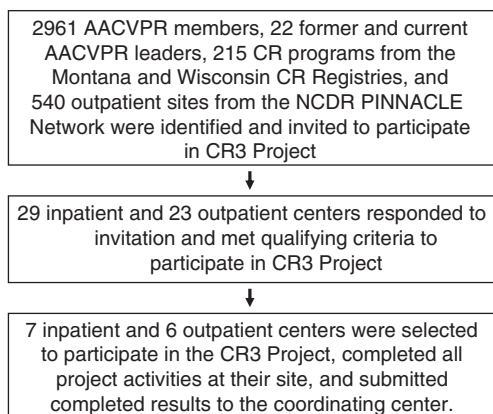 2961 AACVPR members, 22 former and current
AACVPR leaders, 215 CR programs from the
Montana and Wisconsin CR Registries, and
540 outpatient sites from the NCDR PINNACLE
Network were identified and invited to participate
in CR3 Project
29 inpatient and 23 outpatient centers responded to
invitation and met qualifying criteria to
participate in CR3 Project
7 inpatient and 6 outpatient centers were selected
to participate in the CR3 Project, completed all
project activities at their site, and submitted
completed results to the coordinating center.